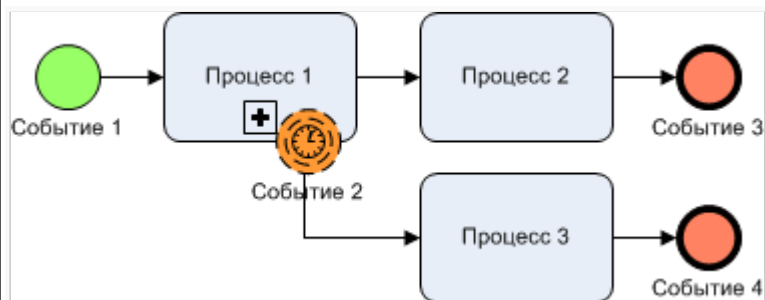 Процесс 1
Процесс 2
Событие 1
Событие 3
Событие 2
Процесс 3
Событие 4